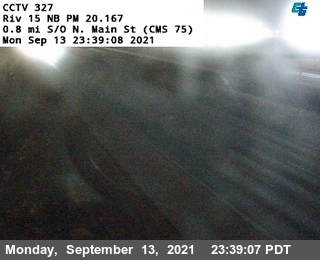 CCTV 327
Riv 15 NB PM 20.167
0.8 mi S/O N. Main St (CMS 75)
Mon Sep 13 23:39:08 2021
Monday, September 13, 2021 23:39:07 PDT